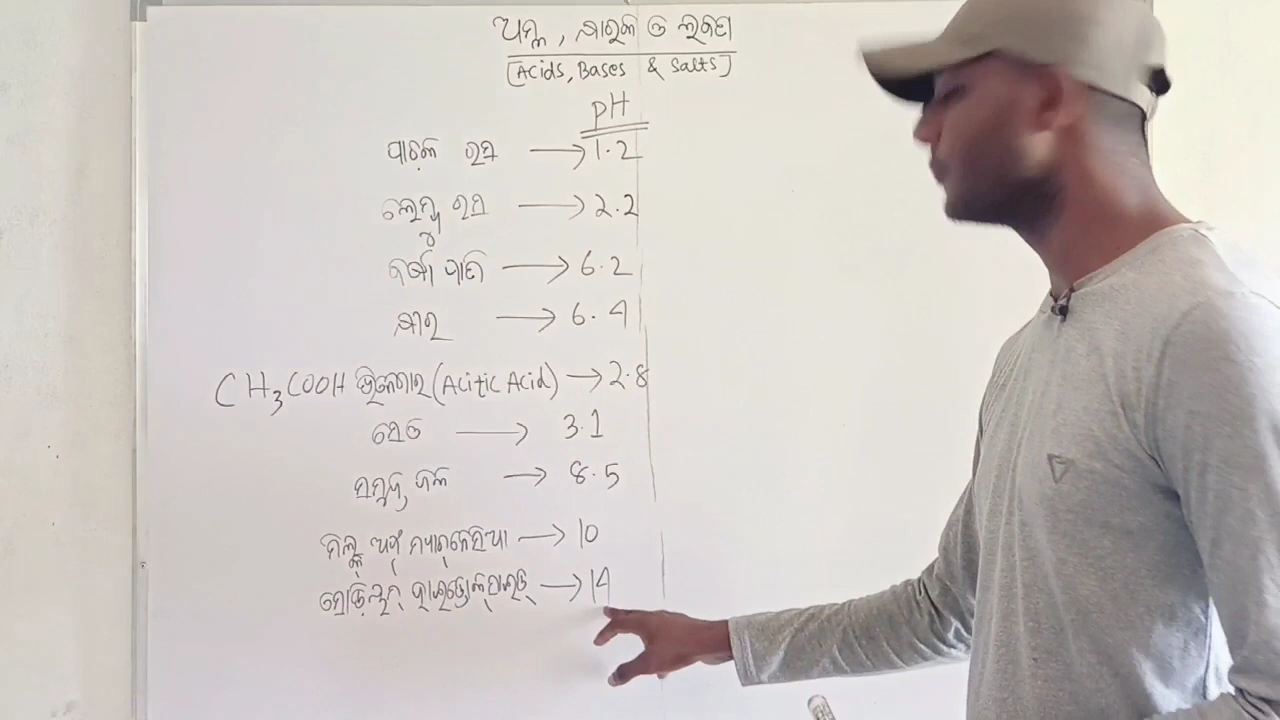 ଅମ୍ଳ, କ୍ଷାରକ ଓ ଲବଣ
[Acids, Bases & Salts]
pH
ପାଚକ ରସ → 1.2
ଲେମ୍ବୁ ରସ → 2.2
ବର୍ଷା ପାଣି → 6.2
କ୍ଷୀର → 6.4
CH₃COOH ଭିନେଗାର (Acitic Acid) → 2.8
ସେଓ → 3.1
ସମୁଦ୍ର ଜଳ → 8.5
ମିଲ୍କ ଅଫ୍ ମ୍ୟାଗ୍ନେସିଆ → 10
ସୋଡ଼ିୟମ୍ ହାଇଡ୍ରୋକ୍ସାଇଡ୍ → 14